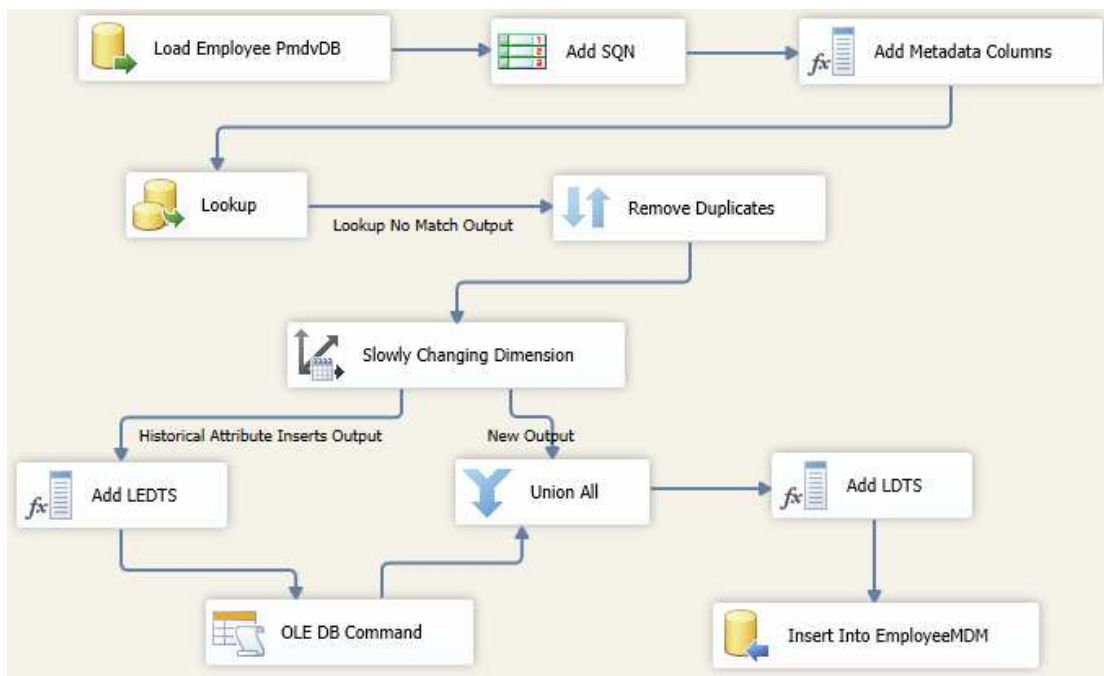 Load Employee PmdvDB
Add SQN
Add Metadata Columns
Lookup
Lookup No Match Output
Remove Duplicates
Slowly Changing Dimension
Historical Attribute Inserts Output
New Output
Add LEDTS
Union All
Add LDTS
OLE DB Command
Insert Into EmployeeMDM